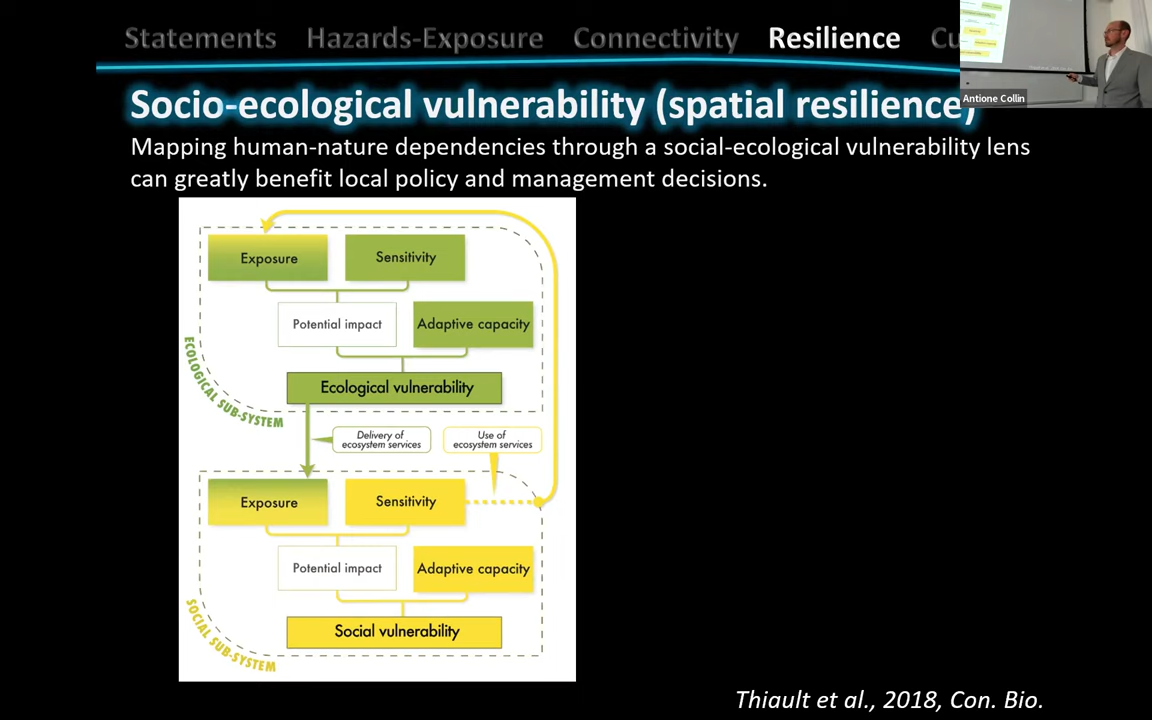 Statements Hazards-Exposure Connectivity Resilience Cu
Antione Collin
Socio-ecological vulnerability (spatial resilience)
Mapping human-nature dependencies through a social-ecological vulnerability lens
can greatly benefit local policy and management decisions.
Exposure
Sensitivity
Potential impact
Adaptive capacity
Ecological vulnerability
ECOLOGICAL SUB-SYSTEM
Delivery of
ecosystem services
Use of
ecosystem services
Exposure
Sensitivity
Potential impact
Adaptive capacity
Social vulnerability
SOCIAL SUB-SYSTEM
Thiault et al., 2018, Con. Bio.